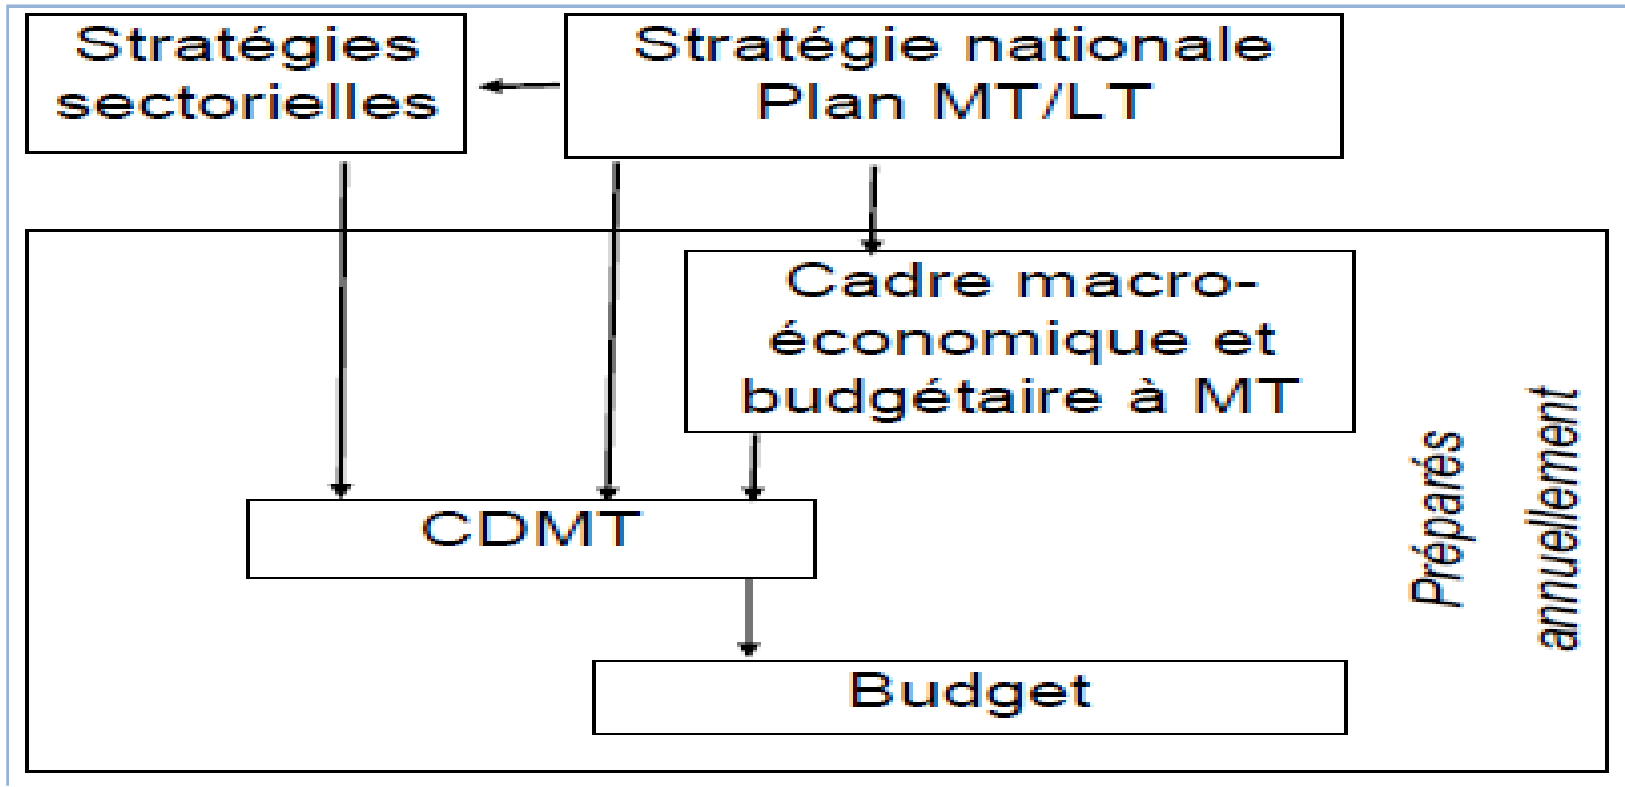 Stratégies
sectorielles
Stratégie nationale
Plan MT/LT
Cadre macro-
économique et
budgétaire à MT
CDMT
Budget
Préparés
annuellement